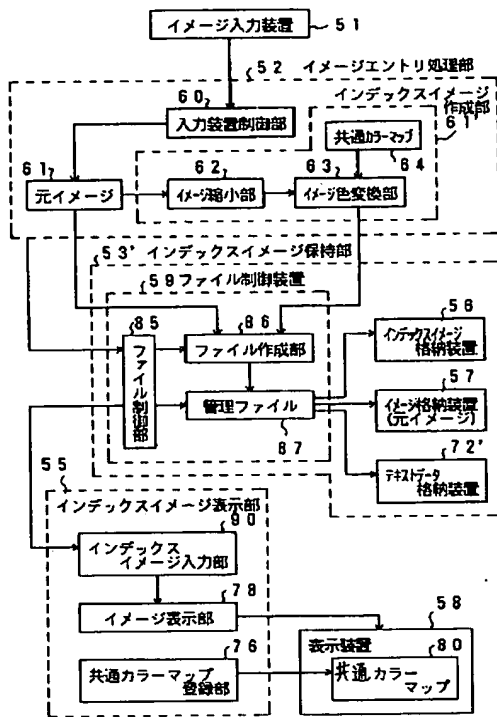 イメージ入力装置
51
52
イメージエントリ処理部
60
入力装置制御部
インデックスイメージ
作成部
61'
共通カラーマップ
64
61
元イメージ
62
イメージ縮小部
63
イメージ色変換部
53' インデックスイメージ保持部
59 ファイル制御装置
85
ファイル制御部
86
ファイル作成部
管理ファイル
87
56
インデックスイメージ
格納装置
57
イメージ格納装置
(元イメージ)
72'
テキストデータ
格納装置
55
インデックスイメージ表示部
90
インデックス
イメージ入力部
78
イメージ表示部
76
共通カラーマップ
登録部
58
表示装置
80
共通カラー
マップ